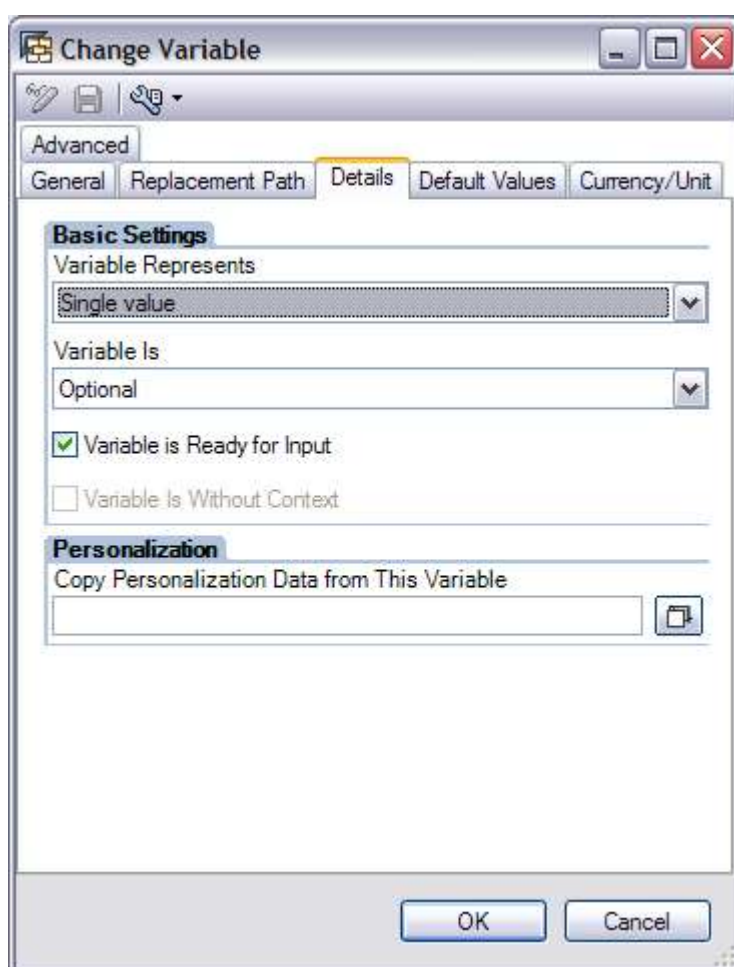 Change Variable
Advanced
General Replacement Path Details Default Values Currency/Unit
Basic Settings
Variable Represents
Single value
Variable Is
Optional
Variable is Ready for Input
Variable Is Without Context
Personalization
Copy Personalization Data from This Variable
OK Cancel